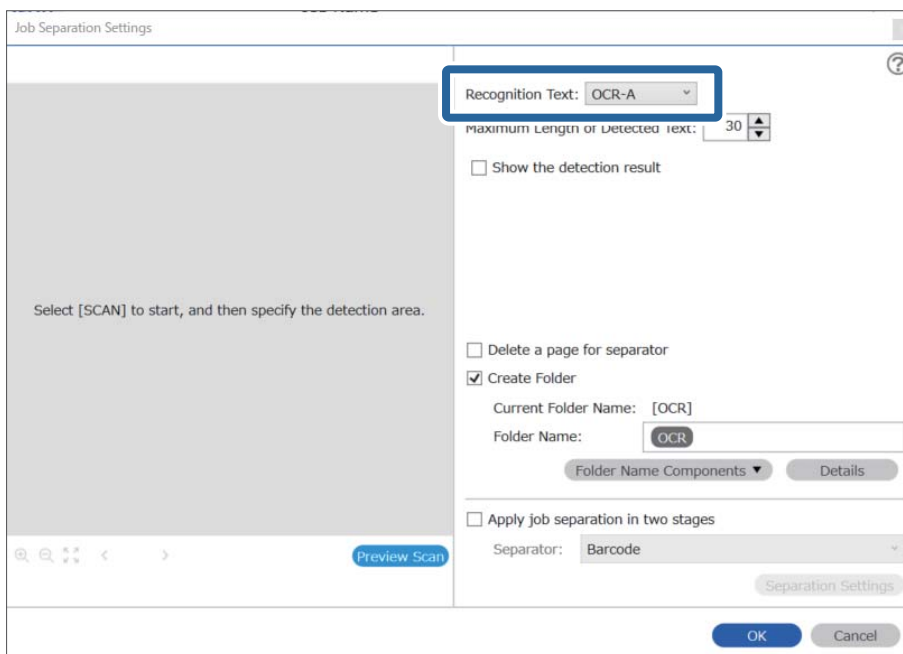 Job Separation Settings
Recognition Text: OCR-A
Maximum Length of Detected Text: 30
Show the detection result
Select [SCAN] to start, and then specify the detection area.
Delete a page for separator
Create Folder
Current Folder Name: [OCR]
Folder Name: OCR
Folder Name Components ▼ Details
Apply job separation in two stages
Separator: Barcode
Preview Scan
Separation Settings
OK Cancel